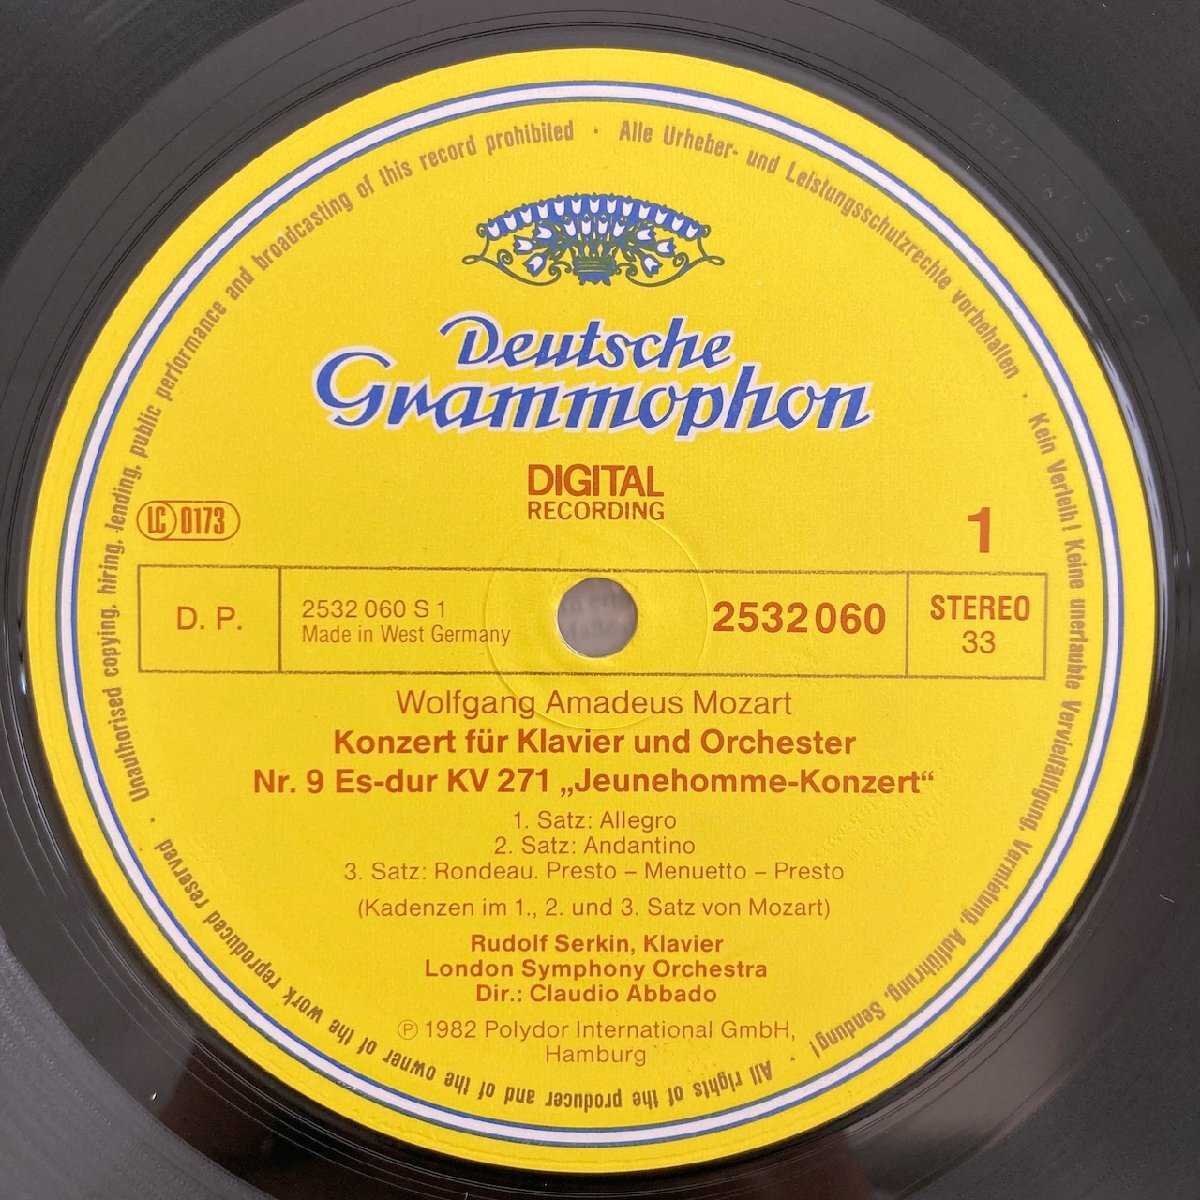 Alle Urheber- und Leistungsschutzrechte vorbehalten · Kein Verleih! Keine unerlaubte Vervielfältigung, Vermietung, Aufführung, Sendung! ·
All rights of the producer and of the owner of the work reproduced reserved · Unauthorised copying, hiring, lending, public performance and broadcasting of this record prohibited ·
Deutsche
Grammophon
DIGITAL
RECORDING
LC 0173
1
D. P.
2532 060 S 1
Made in West Germany
2532 060
STEREO
33
Wolfgang Amadeus Mozart
Konzert für Klavier und Orchester
Nr. 9 Es-dur KV 271 „Jeunehomme-Konzert“
1. Satz: Allegro
2. Satz: Andantino
3. Satz: Rondeau. Presto – Menuetto – Presto
(Kadenzen im 1., 2. und 3. Satz von Mozart)
Rudolf Serkin, Klavier
London Symphony Orchestra
Dir.: Claudio Abbado
℗ 1982 Polydor International GmbH,
Hamburg